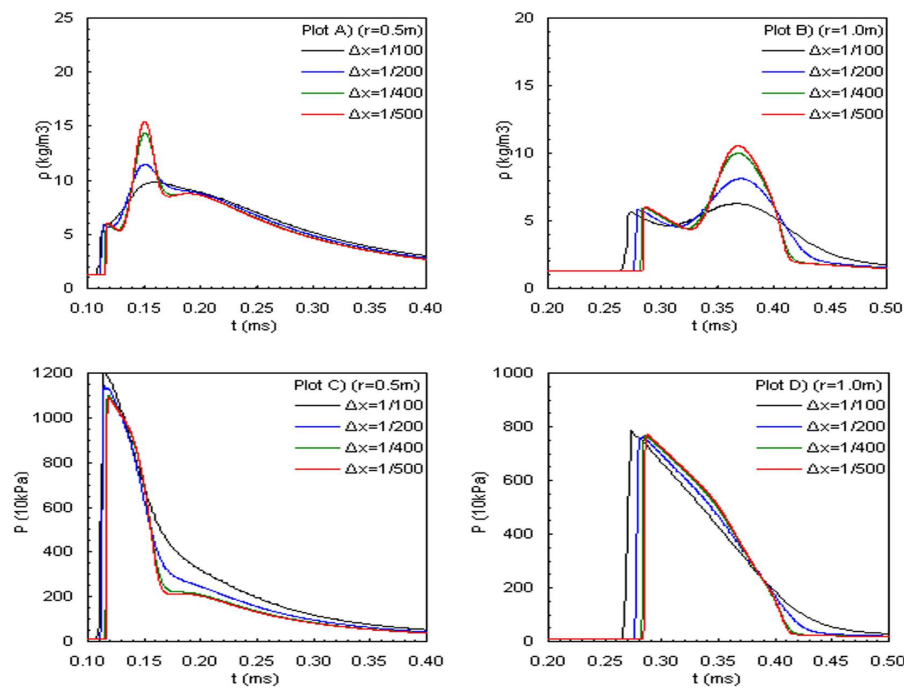 Plot A) (r=0.5m)
Δx=1/100
Δx=1/200
Δx=1/400
Δx=1/500
ρ (kg/m3)
25
20
15
10
5
0
0.10 0.15 0.20 0.25 0.30 0.35 0.40
t (ms)
Plot B) (r=1.0m)
Δx=1/100
Δx=1/200
Δx=1/400
Δx=1/500
ρ (kg/m3)
20
15
10
5
0
0.20 0.25 0.30 0.35 0.40 0.45 0.50
t (ms)
Plot C) (r=0.5m)
Δx=1/100
Δx=1/200
Δx=1/400
Δx=1/500
P (10kPa)
1200
1000
800
600
400
200
0
0.10 0.15 0.20 0.25 0.30 0.35 0.40
t (ms)
Plot D) (r=1.0m)
Δx=1/100
Δx=1/200
Δx=1/400
Δx=1/500
P (10kPa)
1000
800
600
400
200
0
0.20 0.25 0.30 0.35 0.40 0.45 0.50
t (ms)